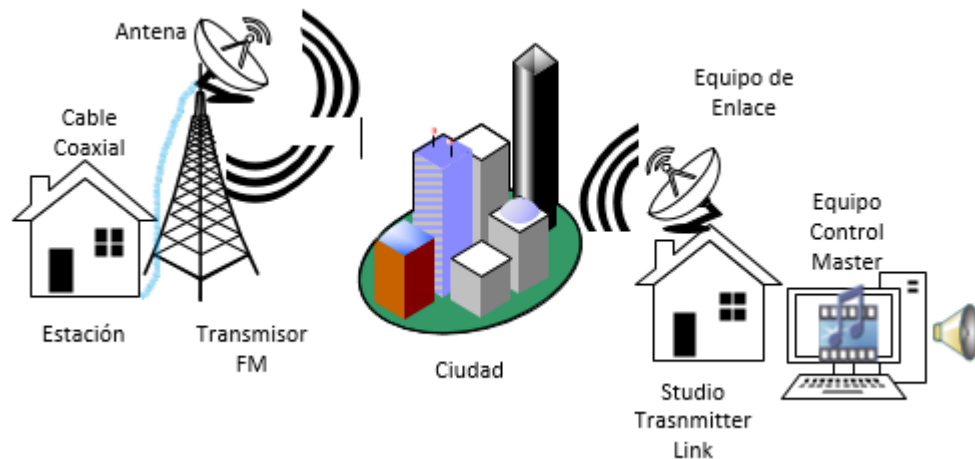 Antena
Cable
Coaxial
Estación
Transmisor
FM
Ciudad
Equipo de
Enlace
Equipo
Control
Master
Studio
Trasnmitter
Link